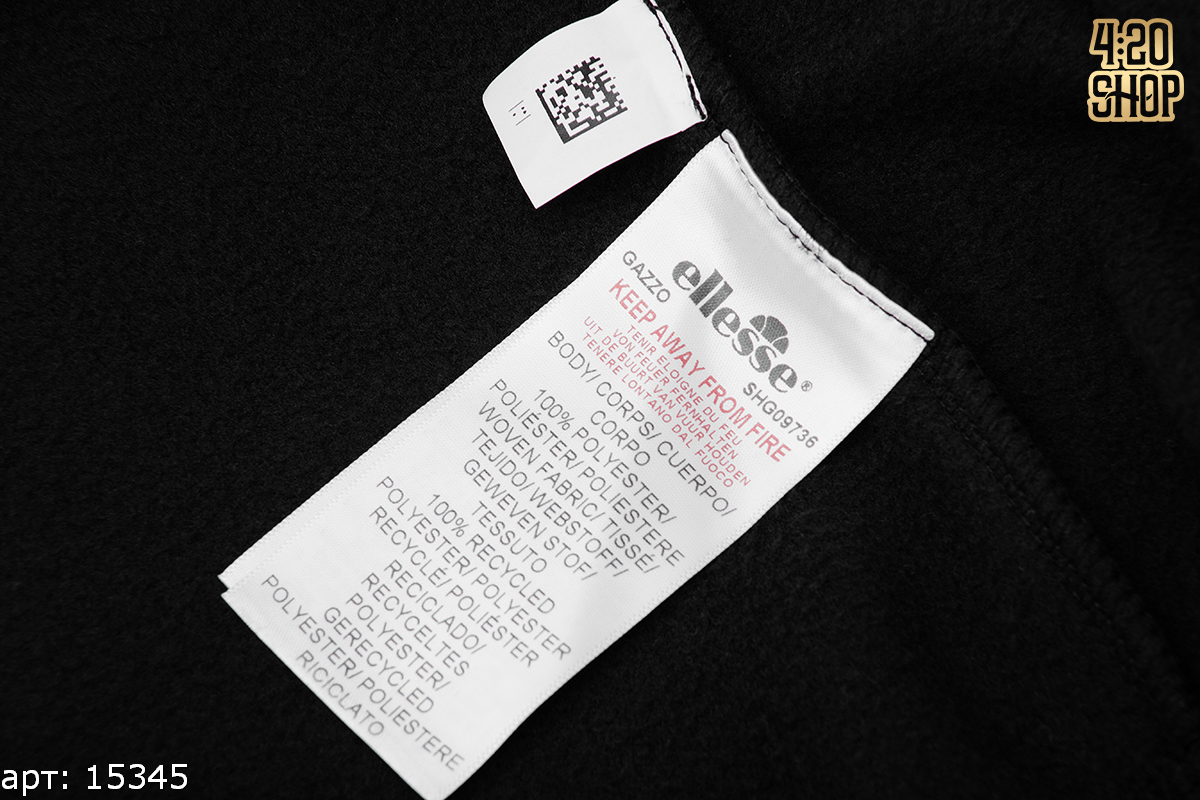 4:20
SHOP
ellesse®
GAZZO
SHG09736
KEEP AWAY FROM FIRE
TENIR ELOIGNE DU FEU
VON FEUER FERNHALTEN
UIT DE BUURT VAN VUUR HOUDEN
TENERE LONTANO DAL FUOCO
BODY/ CORPS/ CUERPO/
CORPO
100% POLYESTER/
POLIÉSTER/ POLIESTERE
WOVEN FABRIC/ TISSÉ/
TEJIDO/ WEBSTOFF/
GEWEVEN STOF/
TESSUTO
100% RECYCLED
POLYESTER/ POLYESTER
RECYCLÉ/ POLIÉSTER
RECICLADO/
RECYCELTES
POLYESTER/
GERECYCLED
POLYESTER/ POLIESTERE
RICICLATO
арт: 15345